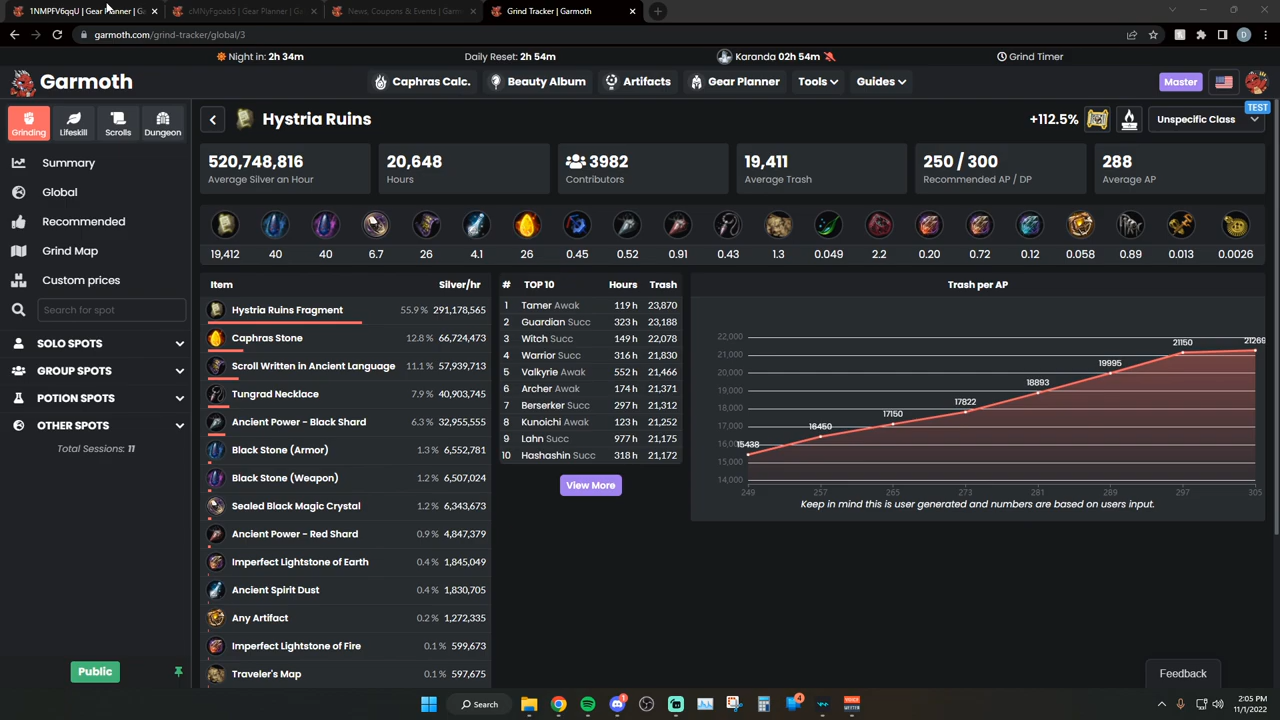 1NMPFV6qqU | Gear Planner | G
cMNyFgoab5 | Gear Planner | G
News, Coupons & Events | Garmo
Grind Tracker | Garmoth
garmoth.com/grind-tracker/global/3
D
Night in: 2h 34m
Daily Reset: 2h 54m
Karanda 02h 54m
Grind Timer
Garmoth
Caphras Calc.
Beauty Album
Artifacts
Gear Planner
Tools
Guides
Master
TEST
Grinding
Lifeskill
Scrolls
Dungeon
Summary
Global
Recommended
Grind Map
Custom prices
Search for spot
SOLO SPOTS
GROUP SPOTS
POTION SPOTS
OTHER SPOTS
Total Sessions: 11
Public
Hystria Ruins
+112.5%
Unspecific Class
520,748,816
Average Silver an Hour
20,648
Hours
3982
Contributors
19,411
Average Trash
250 / 300
Recommended AP / DP
288
Average AP
19,412 40 40 6.7 26 4.1 26 0.45 0.52 0.91 0.43 1.3 0.049 2.2 0.20 0.72 0.12 0.058 0.89 0.013 0.0026
Item Silver/hr
Hystria Ruins Fragment 55.9 % 291,178,565
Caphras Stone 12.8 % 66,724,473
Scroll Written in Ancient Language 11.1 % 57,939,713
Tungrad Necklace 7.9 % 40,903,745
Ancient Power - Black Shard 6.3 % 32,955,555
Black Stone (Armor) 1.3 % 6,552,781
Black Stone (Weapon) 1.2 % 6,507,024
Sealed Black Magic Crystal 1.2 % 6,343,673
Ancient Power - Red Shard 0.9 % 4,847,379
Imperfect Lightstone of Earth 0.4 % 1,845,049
Ancient Spirit Dust 0.4 % 1,830,705
Any Artifact 0.2 % 1,272,335
Imperfect Lightstone of Fire 0.1 % 599,673
Traveler's Map 0.1 % 597,675
# TOP 10 Hours Trash
1 Tamer Awak 119 h 23,870
2 Guardian Succ 323 h 23,188
3 Witch Succ 149 h 22,078
4 Warrior Succ 316 h 21,830
5 Valkyrie Succ 552 h 21,466
6 Archer Awak 174 h 21,371
7 Berserker Succ 297 h 21,312
8 Kunoichi Awak 123 h 21,252
9 Lahn Succ 977 h 21,175
10 Hashashin Succ 318 h 21,172
View More
Trash per AP
22,000
21,000
20,000
19,000
18,000
17,000
16,000
15,000
14,000
15438 16450 17150 17822 18893 19995 21150 21269
249 257 265 273 281 289 297 305
Keep in mind this is user generated and numbers are based on users input.
Feedback
Search
1
4
2:05 PM
11/1/2022